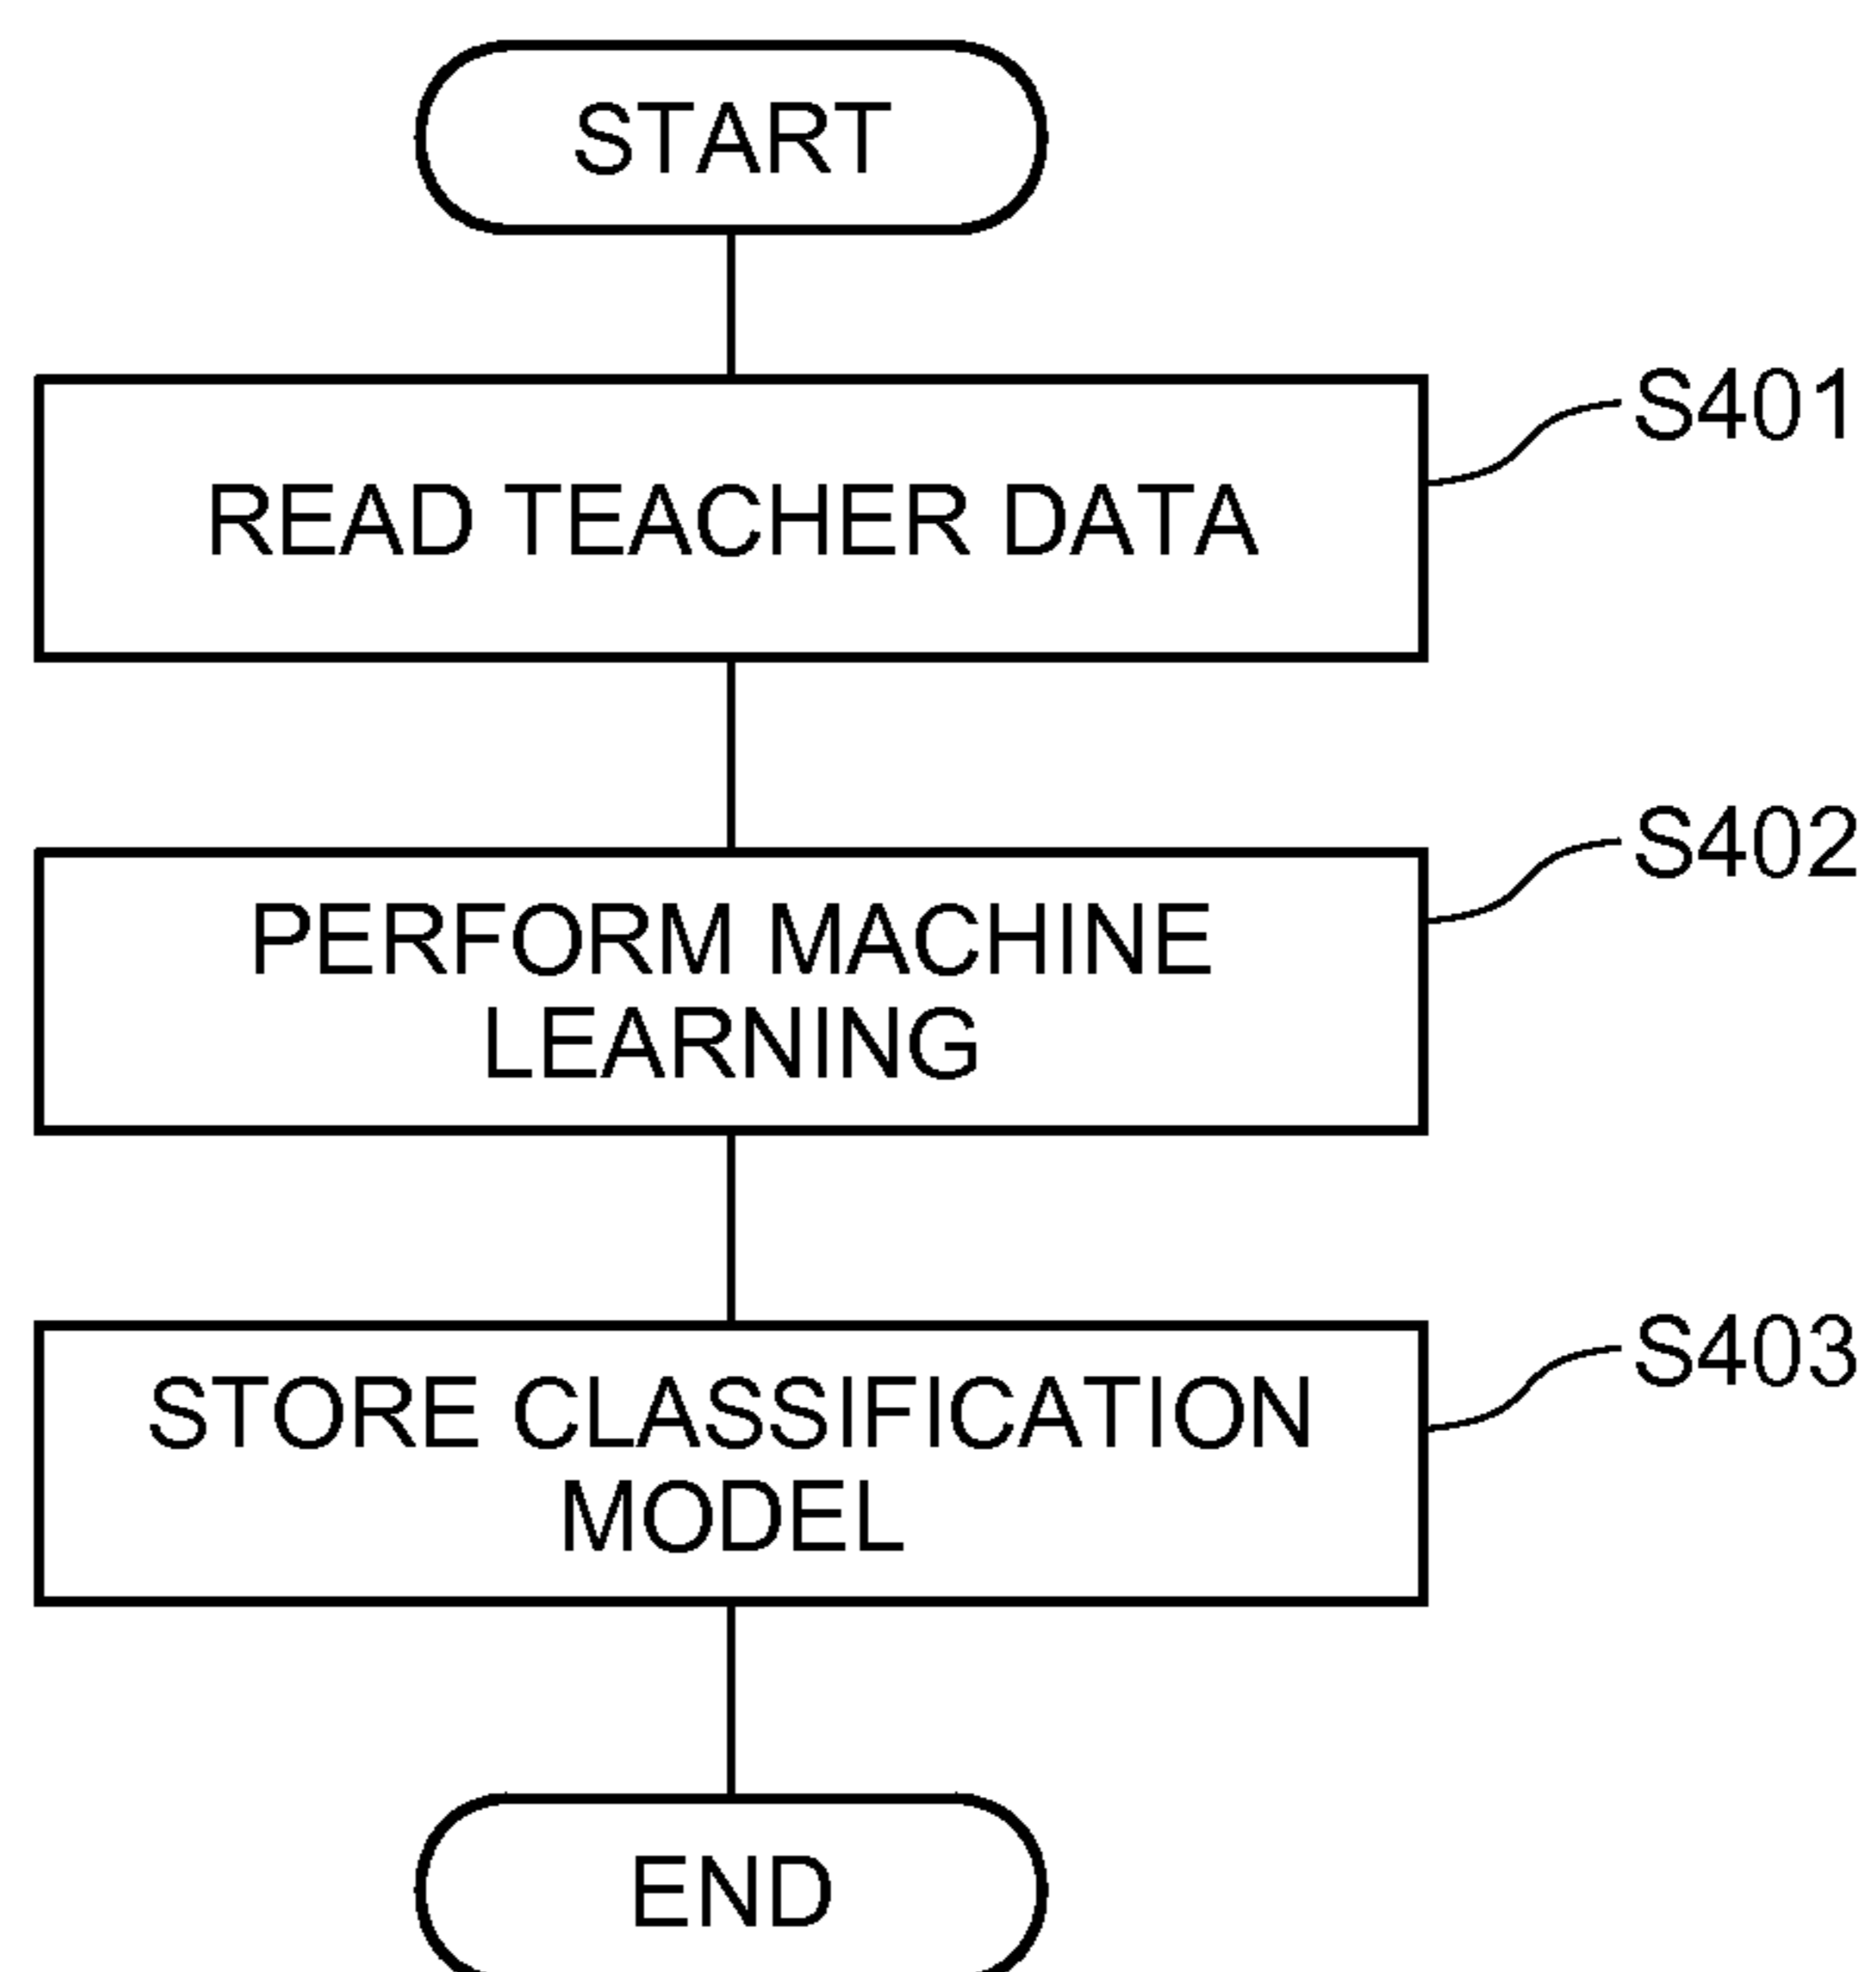 START
READ TEACHER DATA
S401
PERFORM MACHINE
LEARNING
S402
STORE CLASSIFICATION
MODEL
S403
END